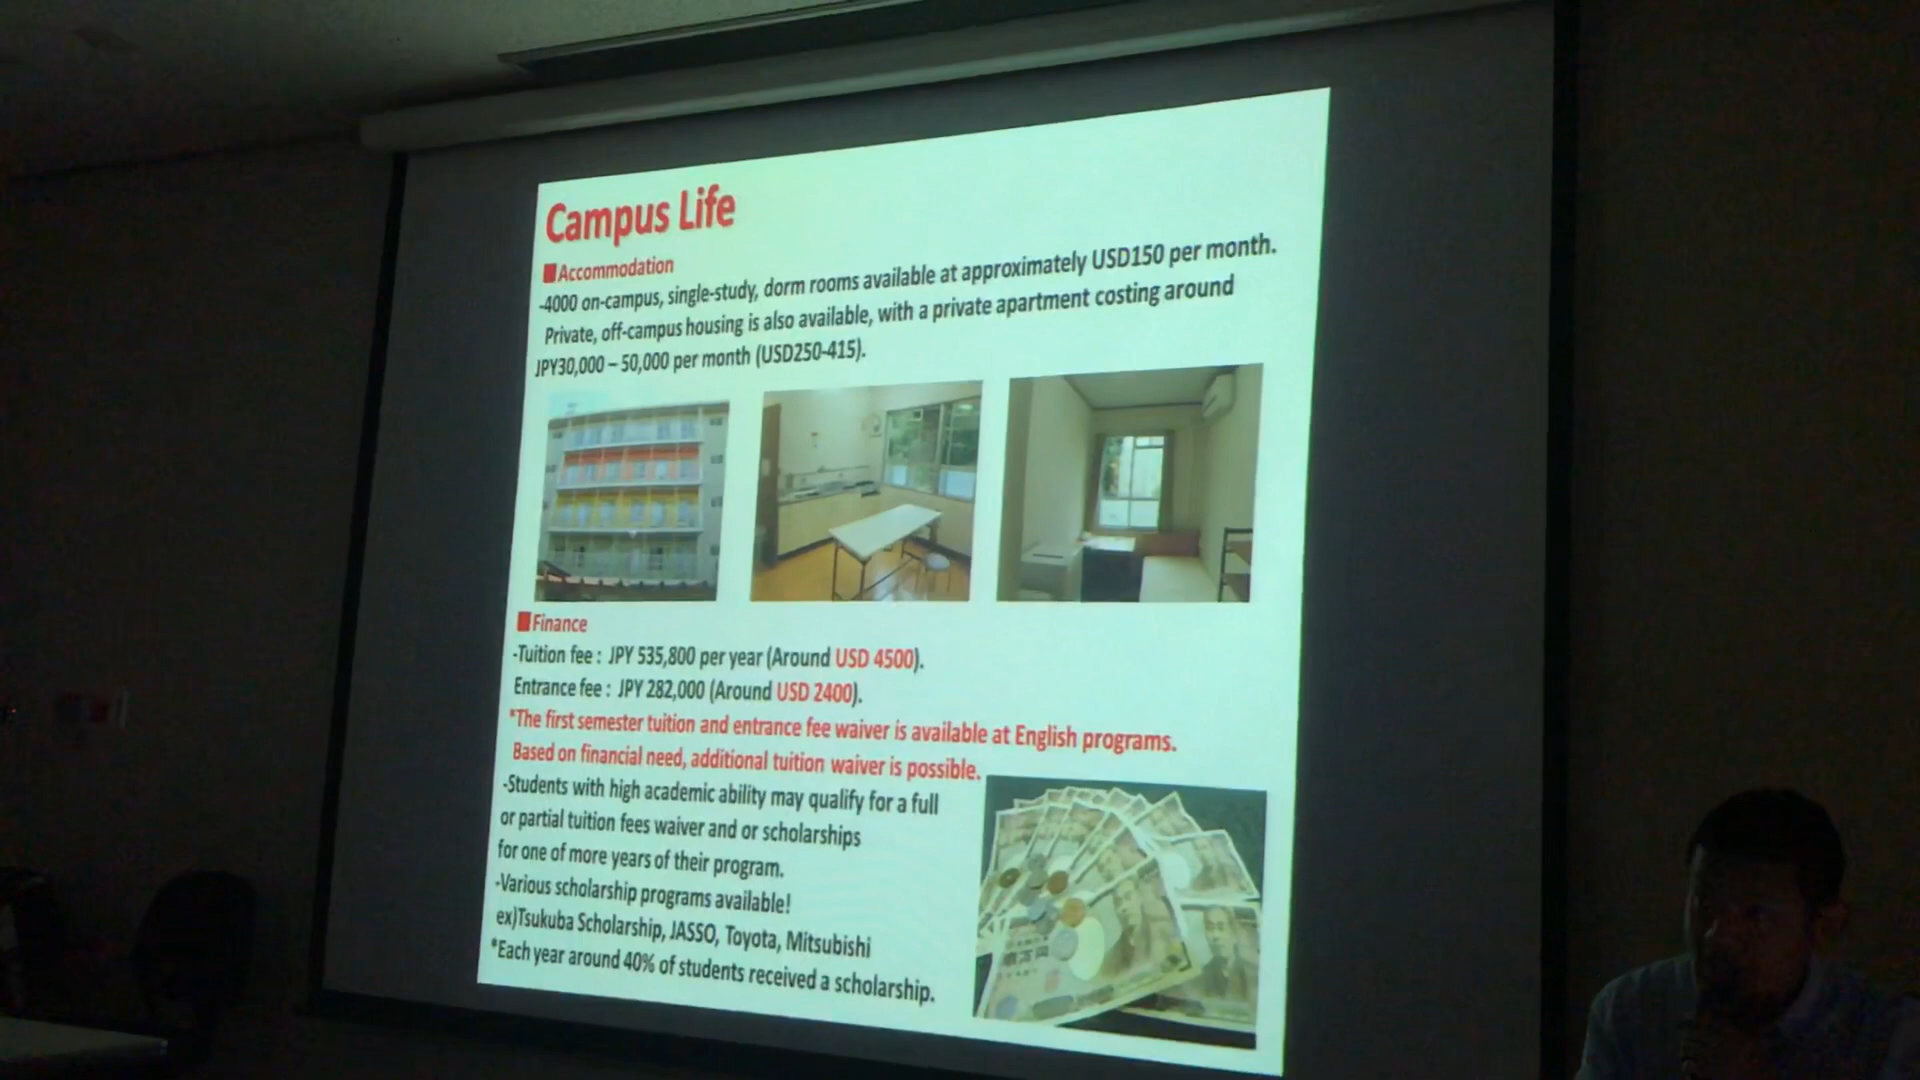 Campus Life
■Accommodation
-4000 on-campus, single-study, dorm rooms available at approximately USD150 per month.
Private, off-campus housing is also available, with a private apartment costing around
JPY30,000 – 50,000 per month (USD250-415).
■Finance
-Tuition fee : JPY 535,800 per year (Around USD 4500).
Entrance fee : JPY 282,000 (Around USD 2400).
*The first semester tuition and entrance fee waiver is available at English programs.
Based on financial need, additional tuition waiver is possible.
-Students with high academic ability may qualify for a full
or partial tuition fees waiver and or scholarships
for one of more years of their program.
-Various scholarship programs available!
ex)Tsukuba Scholarship, JASSO, Toyota, Mitsubishi
*Each year around 40% of students received a scholarship.